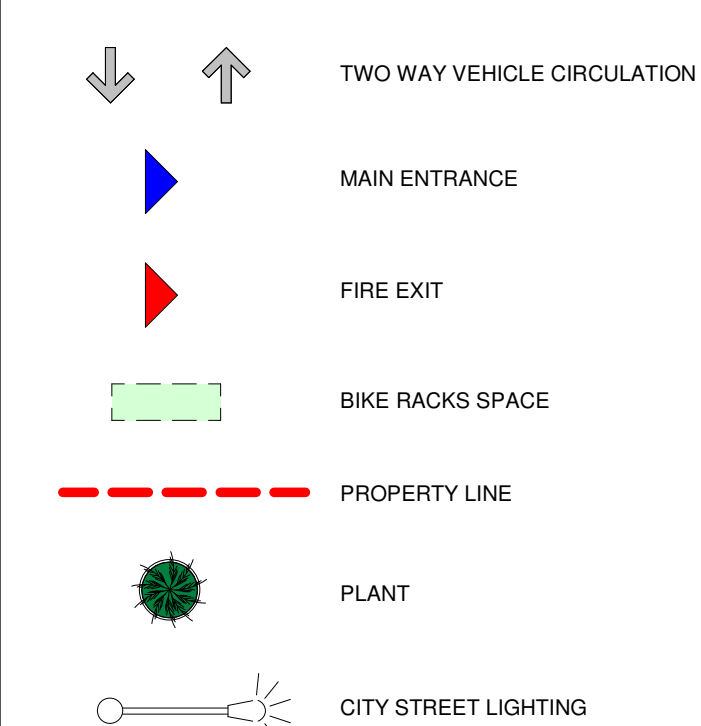 TWO WAY VEHICLE CIRCULATION
MAIN ENTRANCE
FIRE EXIT
BIKE RACKS SPACE
PROPERTY LINE
PLANT
CITY STREET LIGHTING